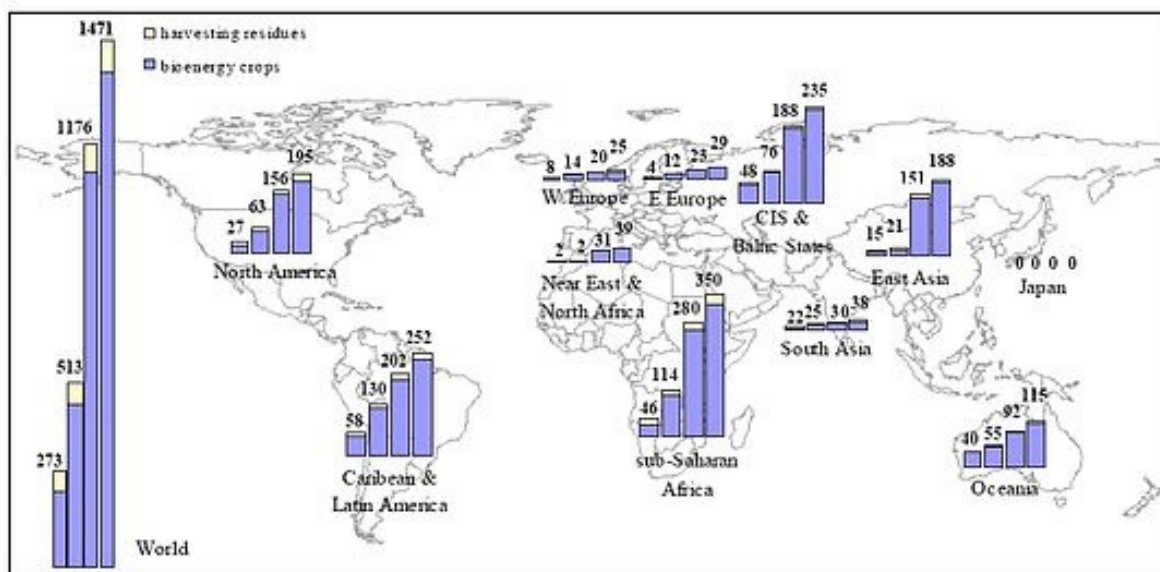 1471
harvesting residues
bioenergy crops
1176
513
273
World
195
156
63
27
North America
252
202
130
58
Caribean &
Latin America
8 14 20 25
W. Europe
4 12 23 29
E Europe
235
188
76
48
CIS &
Baltic States
2 2 31 39
Near East &
North Africa
350
280
114
46
sub-Saharan
Africa
188
151
15 21
East Asia
0 0 0 0
Japan
22 25 30 38
South Asia
115
92
40 55
Oceania